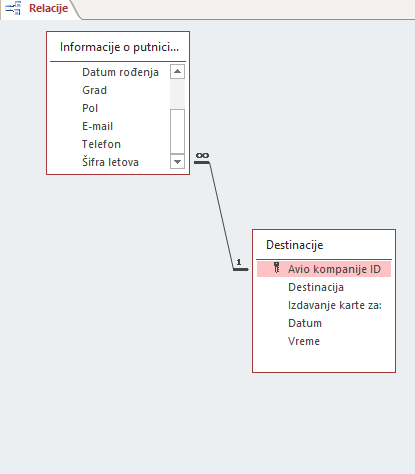 Relacije
Informacije o putnici...
Datum rođenja
Grad
Pol
E-mail
Telefon
Šifra letova
∞
1
Destinacije
Avio kompanije ID
Destinacija
Izdavanje karte za:
Datum
Vreme